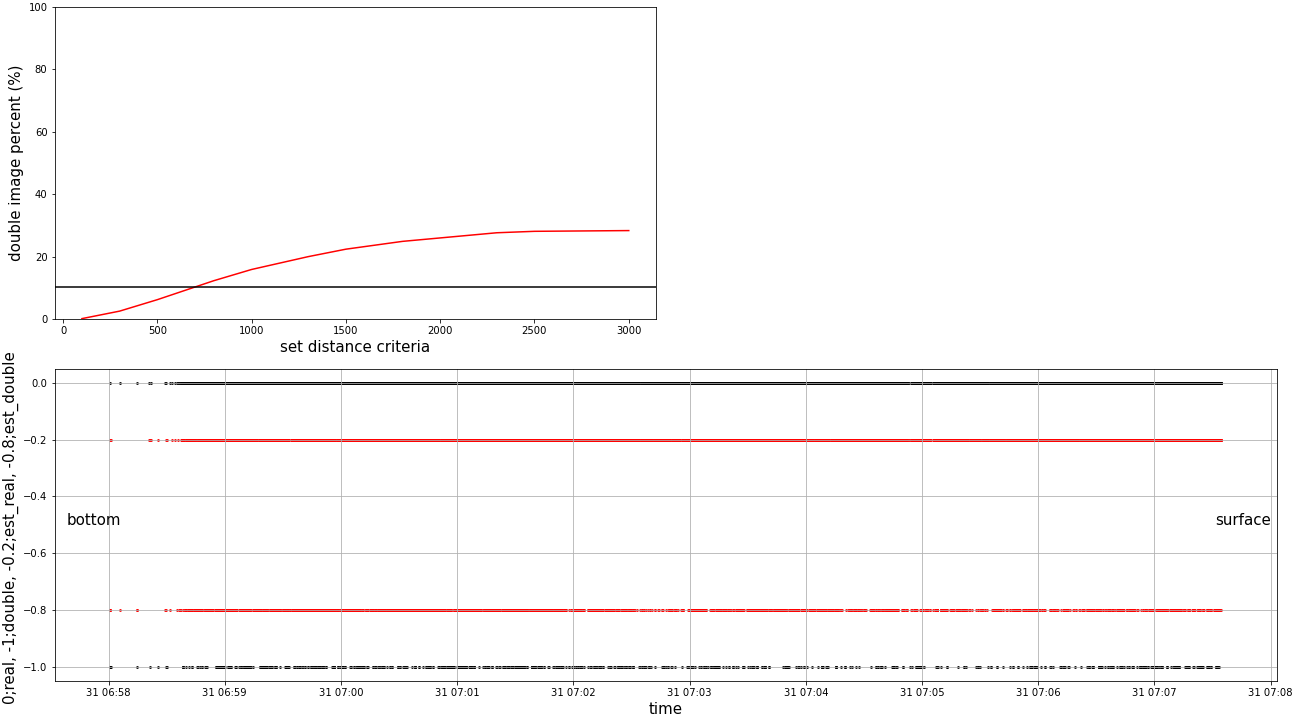 100
80
60
40
20
0
double image percent (%)
0 500 1000 1500 2000 2500 3000
set distance criteria
0.0
−0.2
−0.4
−0.6
−0.8
−1.0
0;real, -1;double, -0.2;est_real, -0.8;est_double
bottom
surface
31 06:58 31 06:59 31 07:00 31 07:01 31 07:02 31 07:03 31 07:04 31 07:05 31 07:06 31 07:07 31 07:08
time